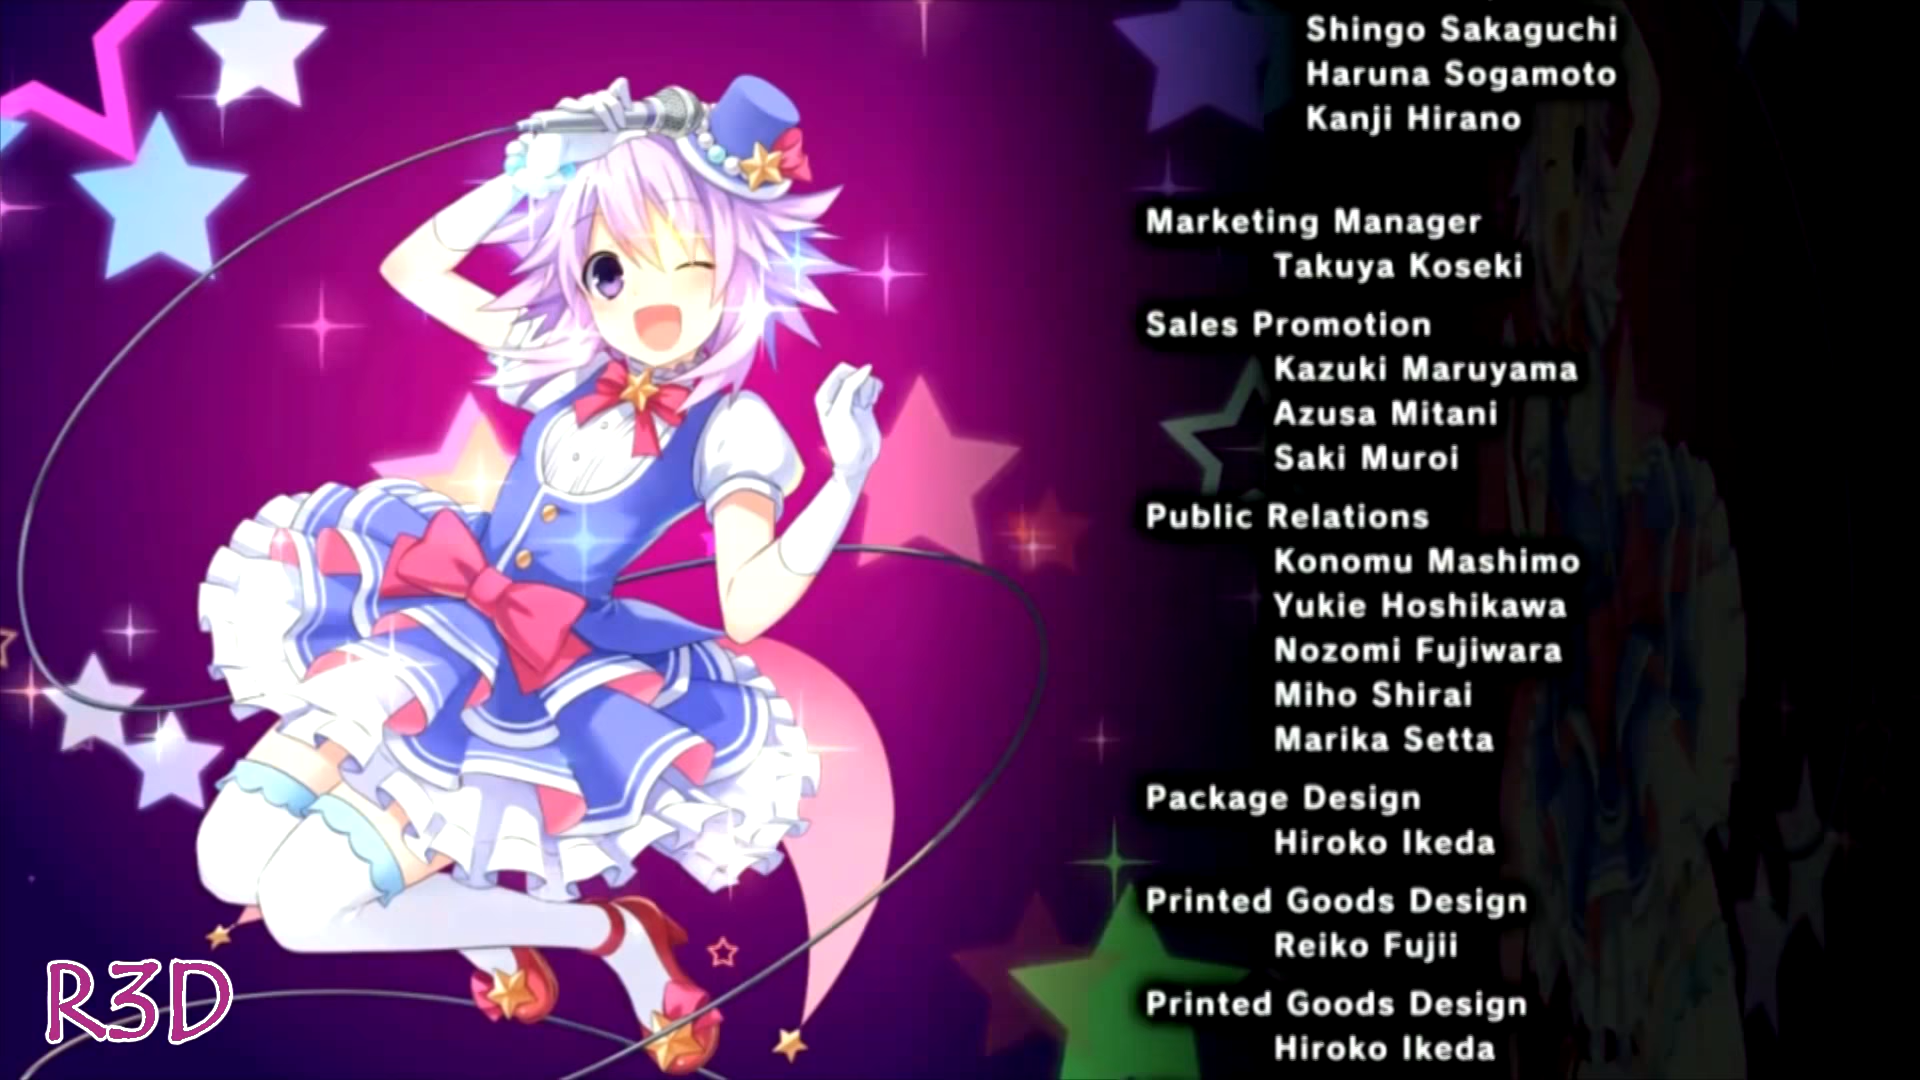 Shingo Sakaguchi
Haruna Sogamoto
Kanji Hirano
Marketing Manager
Takuya Koseki
Sales Promotion
Kazuki Maruyama
Azusa Mitani
Saki Muroi
Public Relations
Konomu Mashimo
Yukie Hoshikawa
Nozomi Fujiwara
Miho Shirai
Marika Setta
Package Design
Hiroko Ikeda
Printed Goods Design
Reiko Fujii
Printed Goods Design
Hiroko Ikeda
R3D